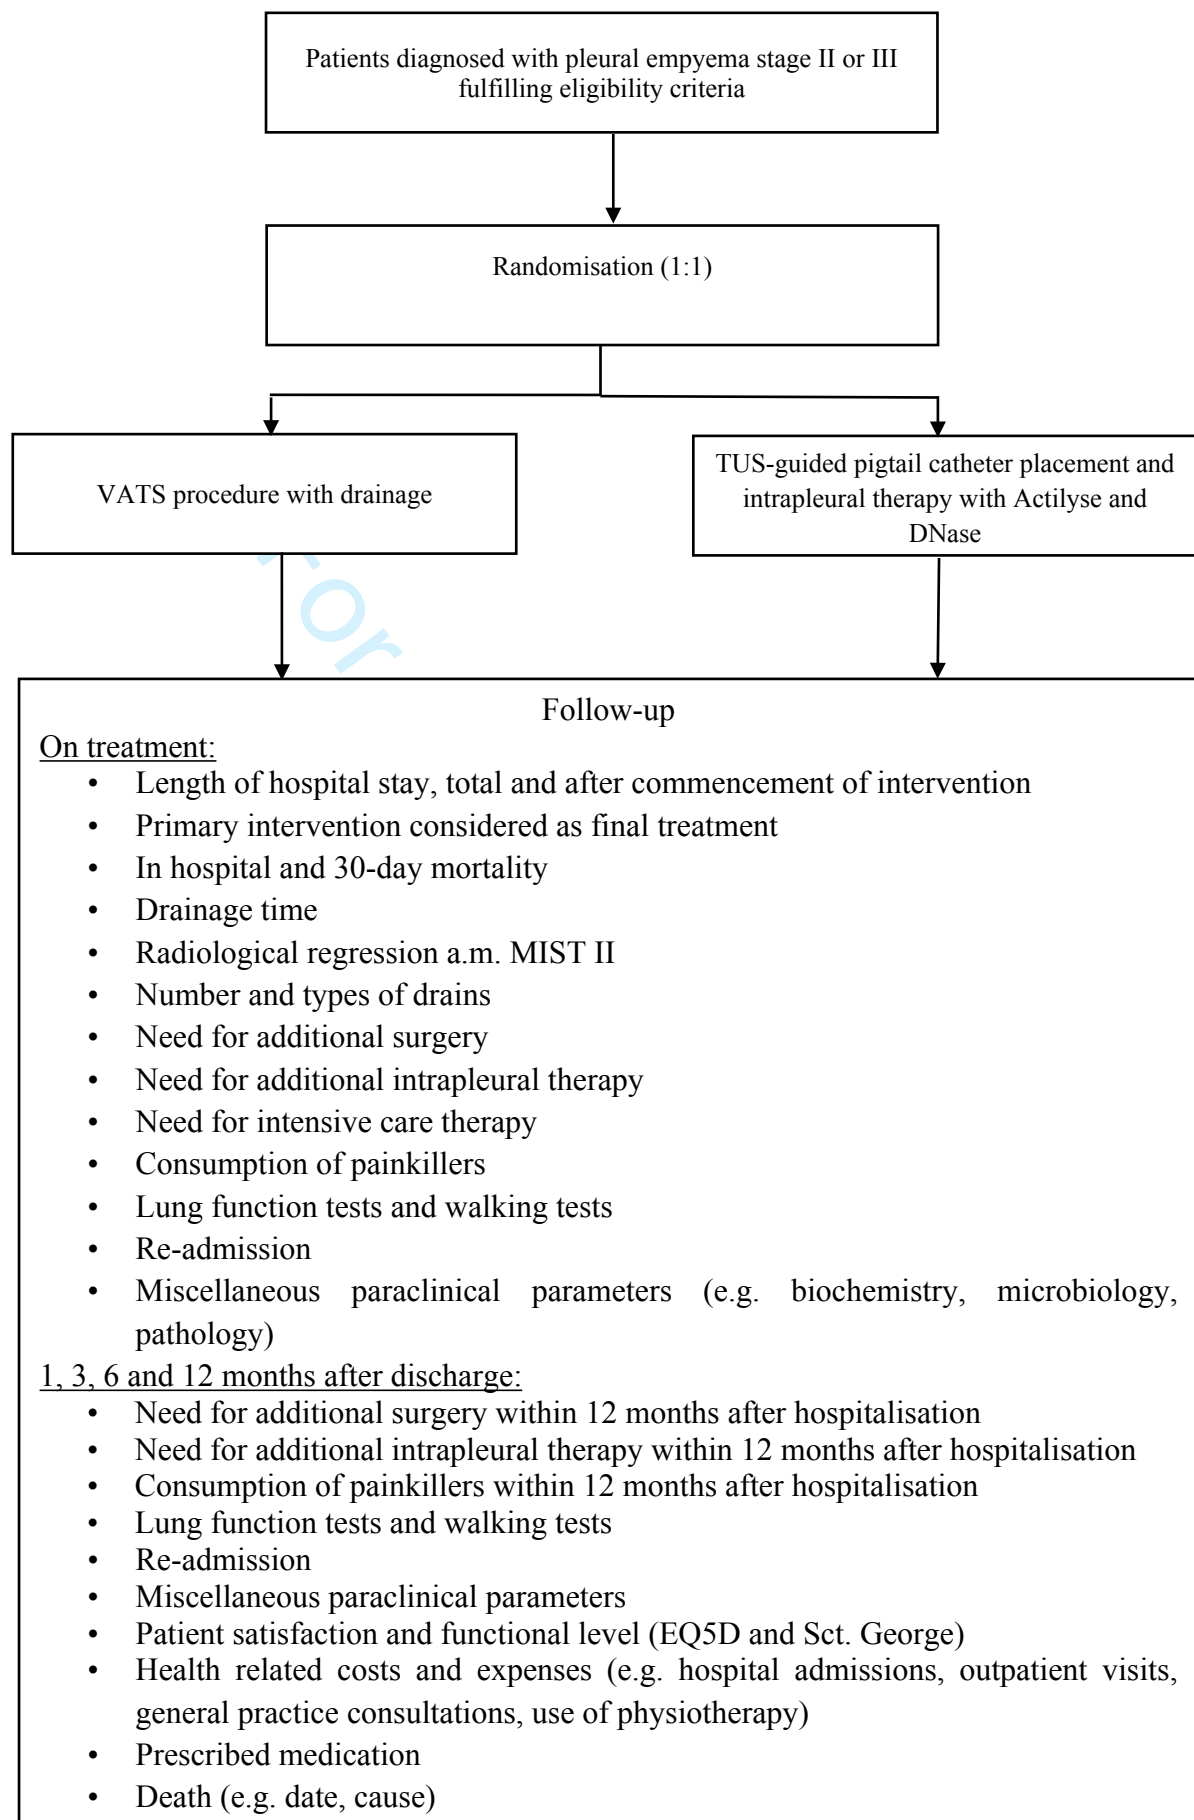 Patients diagnosed with pleural empyema stage II or III
fulfilling eligibility criteria
Randomisation (1:1)
VATS procedure with drainage
TUS-guided pigtail catheter placement and
intrapleural therapy with Actilyse and
DNase
ror
Follow-up
On treatment:
• Length of hospital stay, total and after commencement of intervention
• Primary intervention considered as final treatment
• In hospital and 30-day mortality
• Drainage time
• Radiological regression a.m. MIST II
• Number and types of drains
• Need for additional surgery
• Need for additional intrapleural therapy
• Need for intensive care therapy
• Consumption of painkillers
• Lung function tests and walking tests
• Re-admission
• Miscellaneous paraclinical parameters (e.g. biochemistry, microbiology,
pathology)
1, 3, 6 and 12 months after discharge:
• Need for additional surgery within 12 months after hospitalisation
• Need for additional intrapleural therapy within 12 months after hospitalisation
• Consumption of painkillers within 12 months after hospitalisation
• Lung function tests and walking tests
• Re-admission
• Miscellaneous paraclinical parameters
• Patient satisfaction and functional level (EQ5D and Sct. George)
• Health related costs and expenses (e.g. hospital admissions, outpatient visits,
general practice consultations, use of physiotherapy)
• Prescribed medication
• Death (e.g. date, cause)